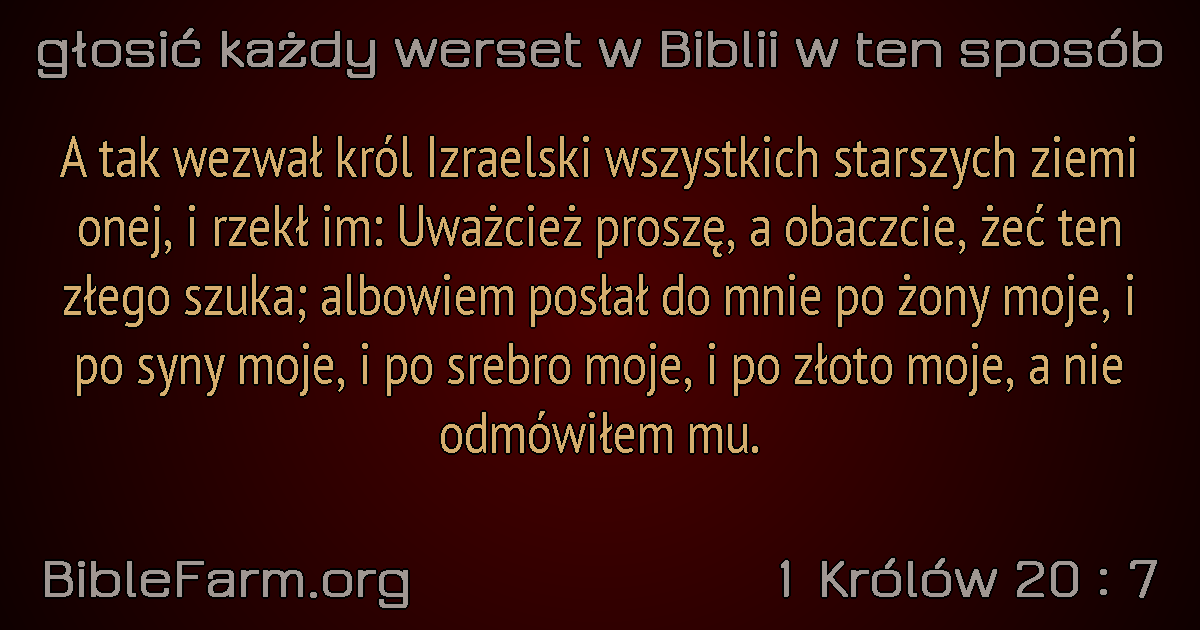 głosić każdy werset w Biblii w ten sposób
A tak wezwał król Izraelski wszystkich starszych ziemi
onej, i rzekł im: Uważcież proszę, a obaczcie, żeć ten
złego szuka; albowiem posłał do mnie po żony moje, i
po syny moje, i po srebro moje, i po złoto moje, a nie
odmówiłem mu.
BibleFarm.org
1 Królów 20 : 7